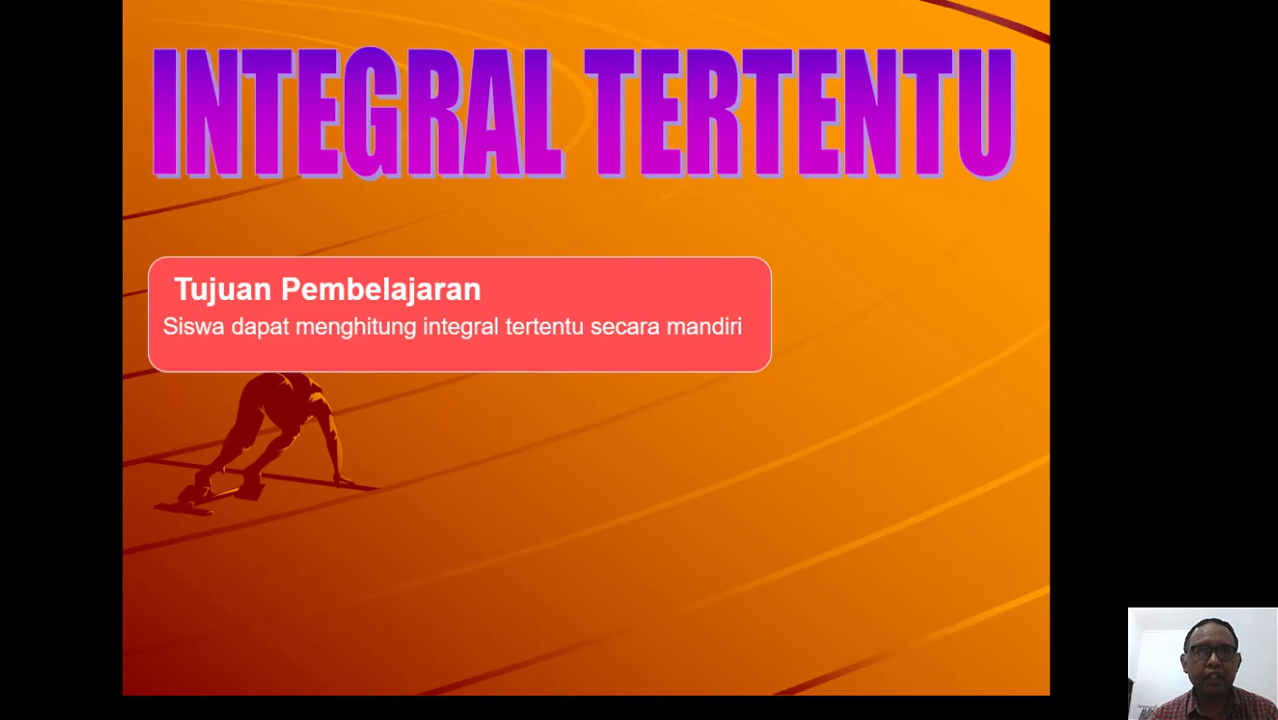 INTEGRAL TERTENTU
Tujuan Pembelajaran
Siswa dapat menghitung integral tertentu secara mandiri